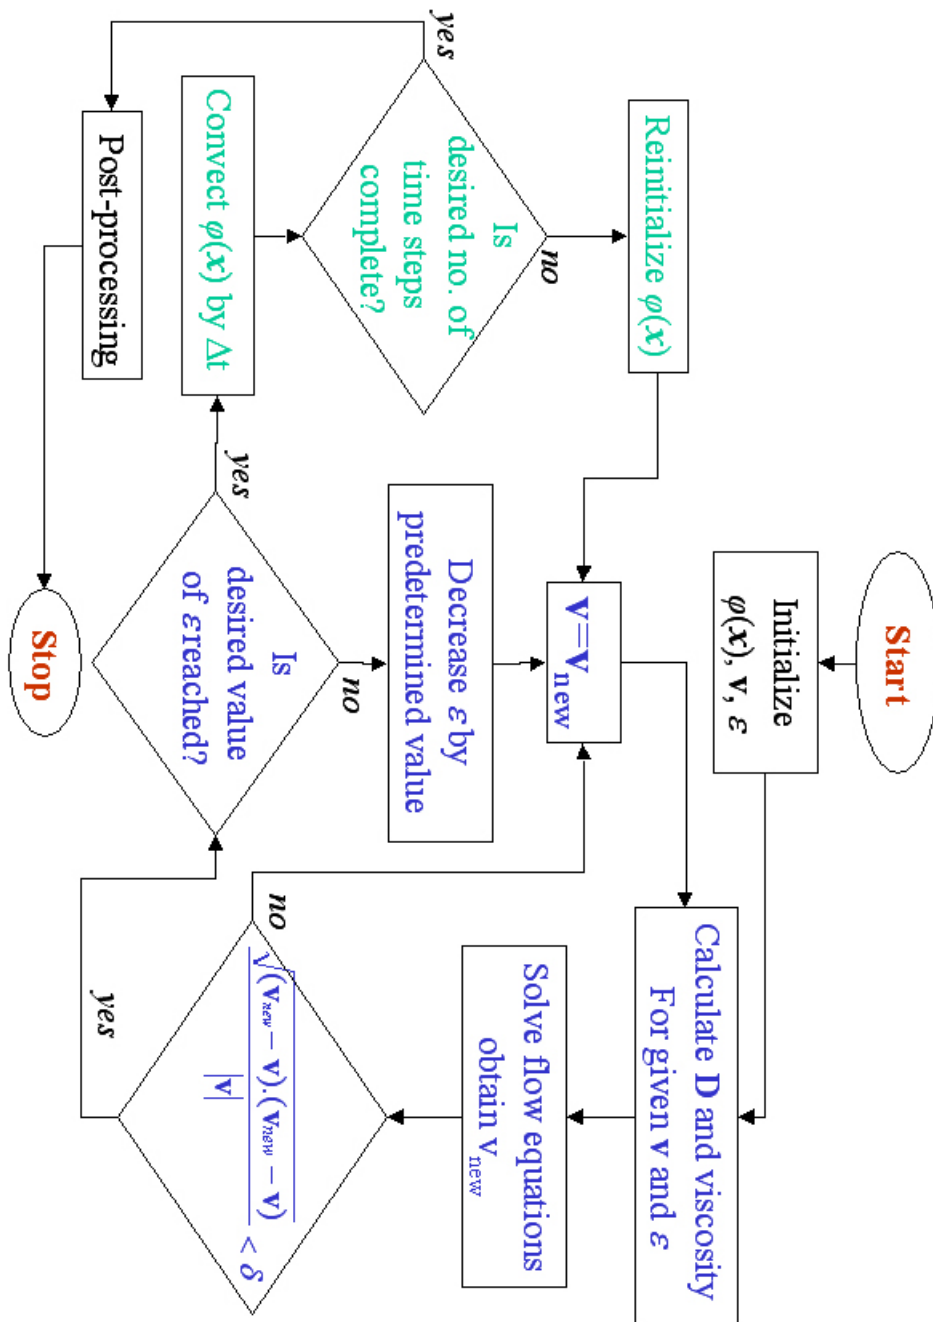 Start
Initialize
φ(x), v, ε
Calculate D and viscosity
For given v and ε
Solve flow equations
obtain v_new
√(v_new − v).(v_new − v)
|v|
< δ
no
yes
V=V_new
Decrease ε by
predetermined value
no
Is
desired value
of ε reached?
yes
Reinitialize φ(x)
no
Is
desired no. of
time steps
complete?
yes
Convect φ(x) by Δt
Post-processing
Stop